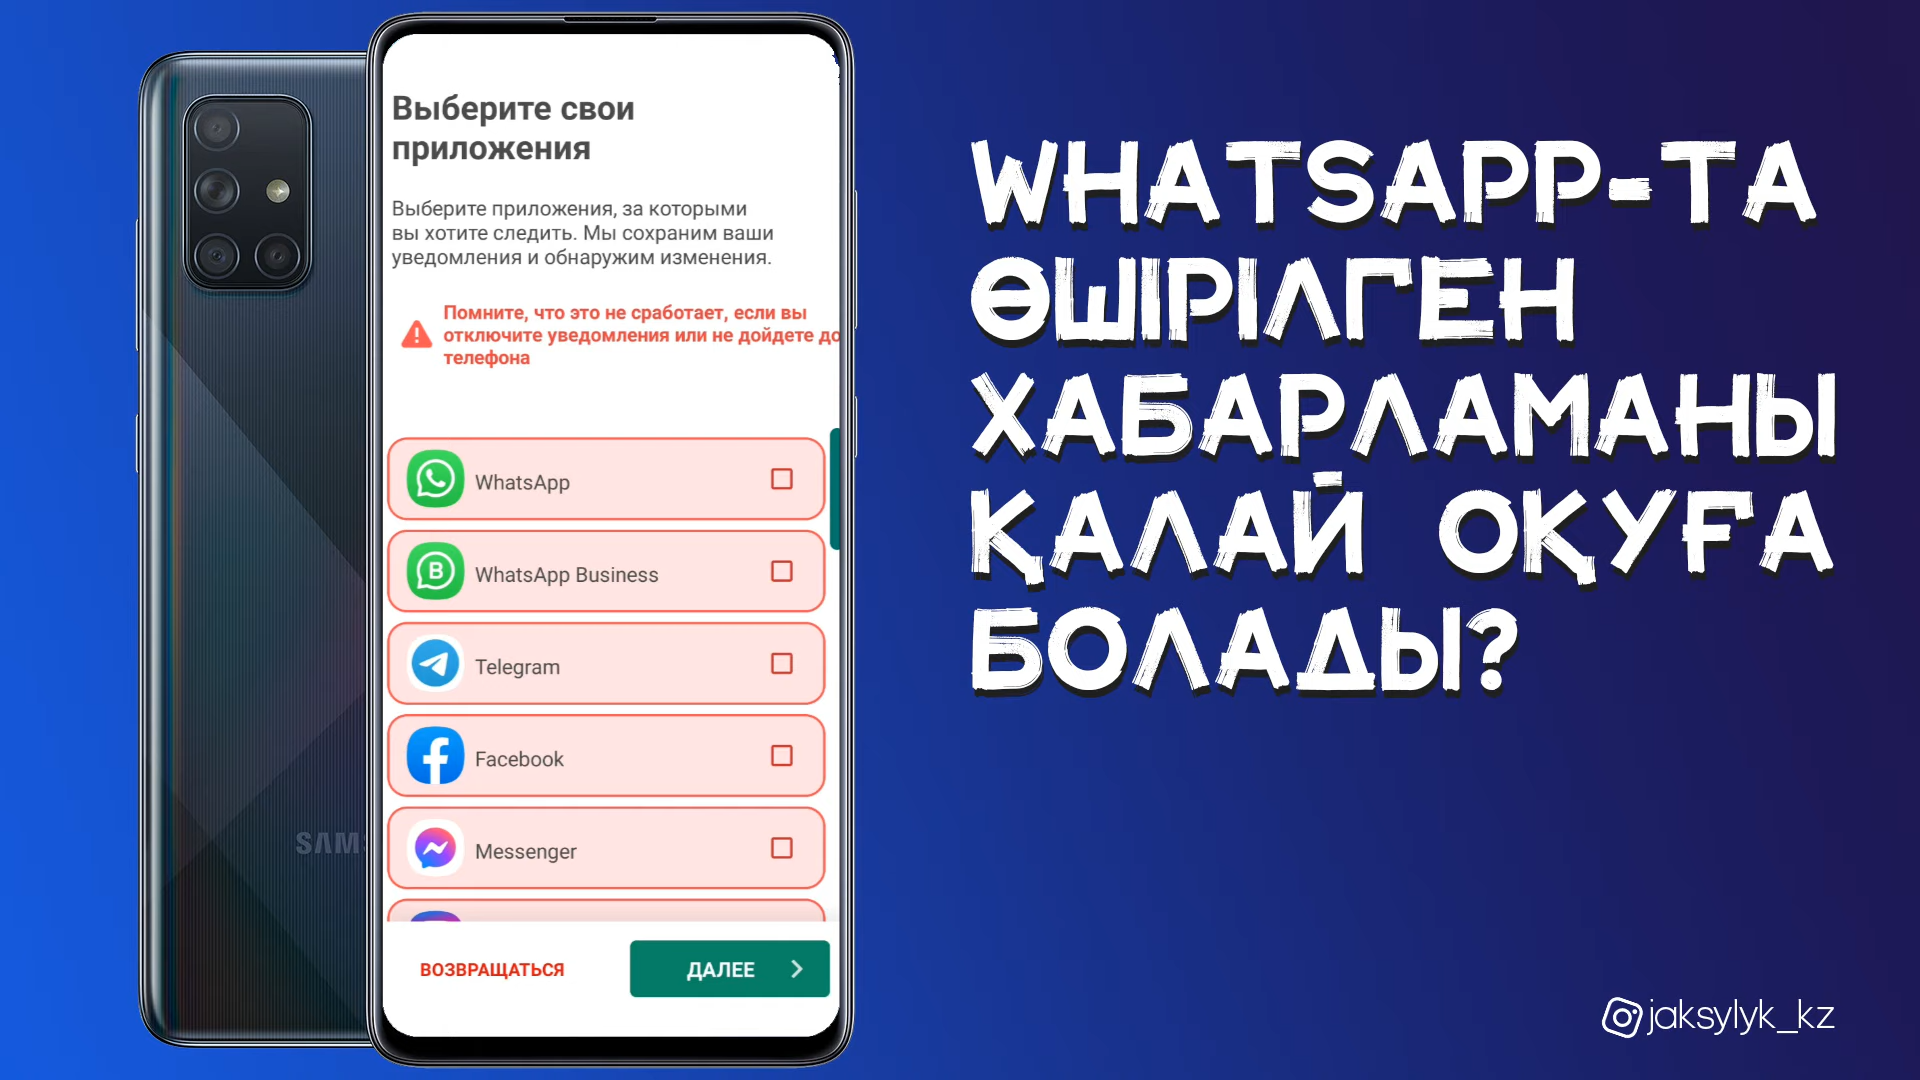 Выберите свои
приложения
Выберите приложения, за которыми
вы хотите следить. Мы сохраним ваши
уведомления и обнаружим изменения.
Помните, что это не сработает, если вы
отключите уведомления или не дойдете до
телефона
WhatsApp
WhatsApp Business
Telegram
Facebook
Messenger
ВОЗВРАЩАТЬСЯ
ДАЛЕЕ
SAMS
WHATSAPP-ТА
ӨШІРІЛГЕН
ХАБАРЛАМАНЫ
ҚАЛАЙ ОҚУҒА
БОЛАДЫ?
jaksylyk_kz